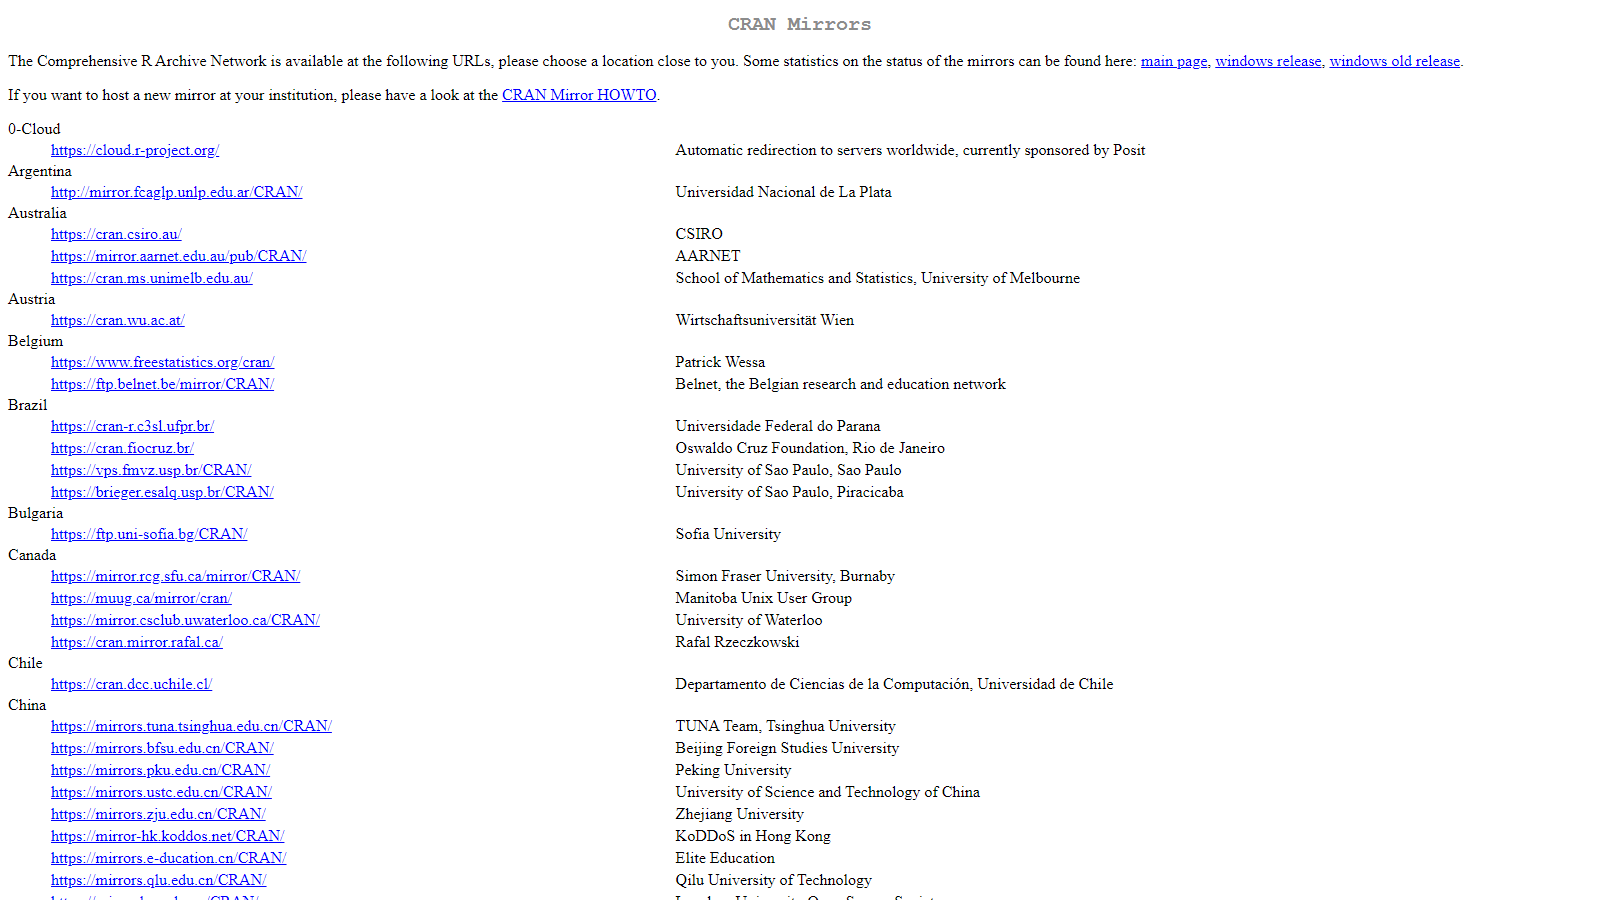 CRAN Mirrors
The Comprehensive R Archive Network is available at the following URLs, please choose a location close to you. Some statistics on the status of the mirrors can be found here: main page, windows release, windows old release.
If you want to host a new mirror at your institution, please have a look at the CRAN Mirror HOWTO.
0-Cloud
https://cloud.r-project.org/ Automatic redirection to servers worldwide, currently sponsored by Posit
Argentina
http://mirror.fcaglp.unlp.edu.ar/CRAN/ Universidad Nacional de La Plata
Australia
https://cran.csiro.au/ CSIRO
https://mirror.aarnet.edu.au/pub/CRAN/ AARNET
https://cran.ms.unimelb.edu.au/ School of Mathematics and Statistics, University of Melbourne
Austria
https://cran.wu.ac.at/ Wirtschaftsuniversität Wien
Belgium
https://www.freestatistics.org/cran/ Patrick Wessa
https://ftp.belnet.be/mirror/CRAN/ Belnet, the Belgian research and education network
Brazil
https://cran-r.c3sl.ufpr.br/ Universidade Federal do Parana
https://cran.fiocruz.br/ Oswaldo Cruz Foundation, Rio de Janeiro
https://vps.fmvz.usp.br/CRAN/ University of Sao Paulo, Sao Paulo
https://brieger.esalq.usp.br/CRAN/ University of Sao Paulo, Piracicaba
Bulgaria
https://ftp.uni-sofia.bg/CRAN/ Sofia University
Canada
https://mirror.rcg.sfu.ca/mirror/CRAN/ Simon Fraser University, Burnaby
https://muug.ca/mirror/cran/ Manitoba Unix User Group
https://mirror.csclub.uwaterloo.ca/CRAN/ University of Waterloo
https://cran.mirror.rafal.ca/ Rafal Rzeczkowski
Chile
https://cran.dcc.uchile.cl/ Departamento de Ciencias de la Computación, Universidad de Chile
China
https://mirrors.tuna.tsinghua.edu.cn/CRAN/ TUNA Team, Tsinghua University
https://mirrors.bfsu.edu.cn/CRAN/ Beijing Foreign Studies University
https://mirrors.pku.edu.cn/CRAN/ Peking University
https://mirrors.ustc.edu.cn/CRAN/ University of Science and Technology of China
https://mirrors.zju.edu.cn/CRAN/ Zhejiang University
https://mirror-hk.koddos.net/CRAN/ KoDDoS in Hong Kong
https://mirrors.e-ducation.cn/CRAN/ Elite Education
https://mirrors.qlu.edu.cn/CRAN/ Qilu University of Technology